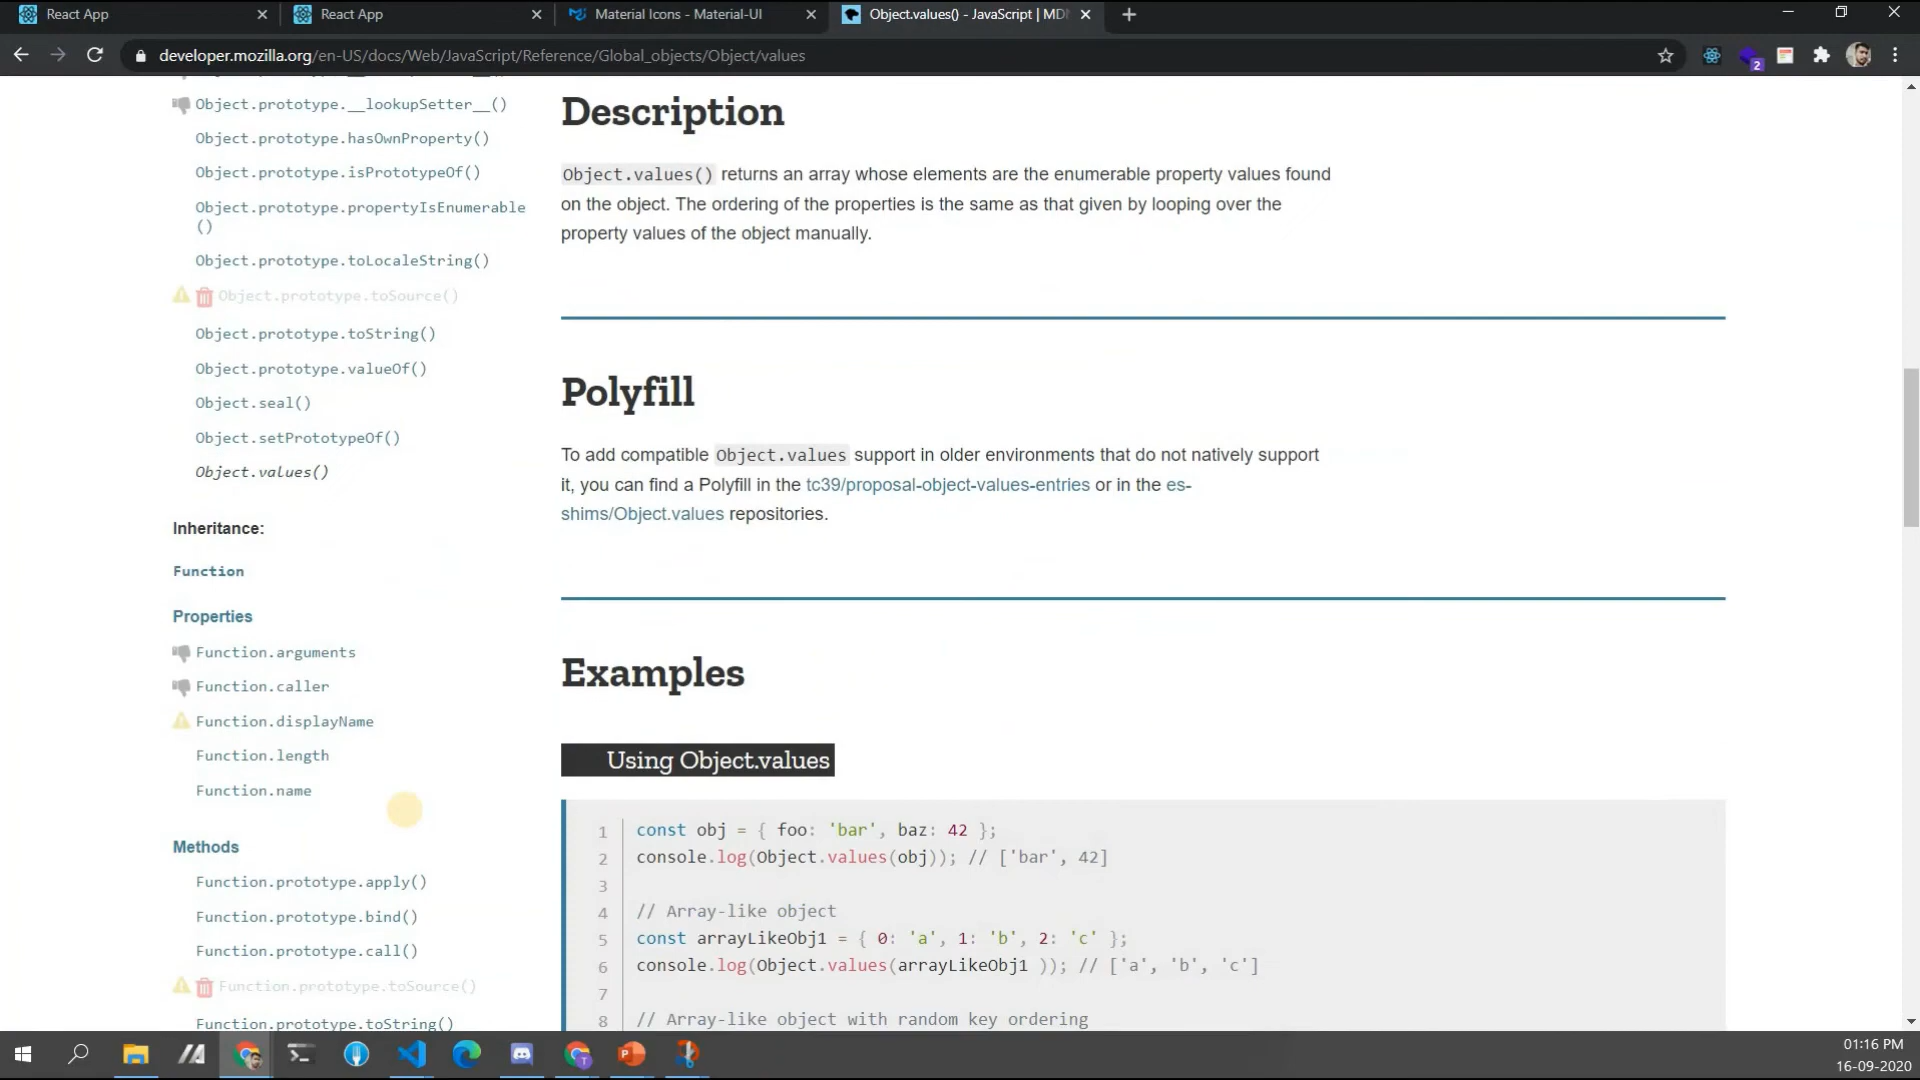 React App
React App
Material Icons - Material-UI
Object.values() - JavaScript | MD
developer.mozilla.org/en-US/docs/Web/JavaScript/Reference/Global_objects/Object/values
2
Object.prototype.__lookupSetter__()
Object.prototype.hasOwnProperty()
Object.prototype.isPrototypeOf()
Object.prototype.propertyIsEnumerable
()
Object.prototype.toLocaleString()
Object.prototype.toSource()
Object.prototype.toString()
Object.prototype.valueOf()
Object.seal()
Object.setPrototypeOf()
Object.values()
Inheritance:
Function
Properties
Function.arguments
Function.caller
Function.displayName
Function.length
Function.name
Methods
Function.prototype.apply()
Function.prototype.bind()
Function.prototype.call()
Function.prototype.toSource()
Function.prototype.toString()
Description
Object.values() returns an array whose elements are the enumerable property values found
on the object. The ordering of the properties is the same as that given by looping over the
property values of the object manually.
Polyfill
To add compatible Object.values support in older environments that do not natively support
it, you can find a Polyfill in the tc39/proposal-object-values-entries or in the es-
shims/Object.values repositories.
Examples
Using Object.values
1 const obj = { foo: 'bar', baz: 42 };
2 console.log(Object.values(obj)); // ['bar', 42]
3
4 // Array-like object
5 const arrayLikeObj1 = { 0: 'a', 1: 'b', 2: 'c' };
6 console.log(Object.values(arrayLikeObj1 )); // ['a', 'b', 'c']
7
8 // Array-like object with random key ordering
01:16 PM
16-09-2020